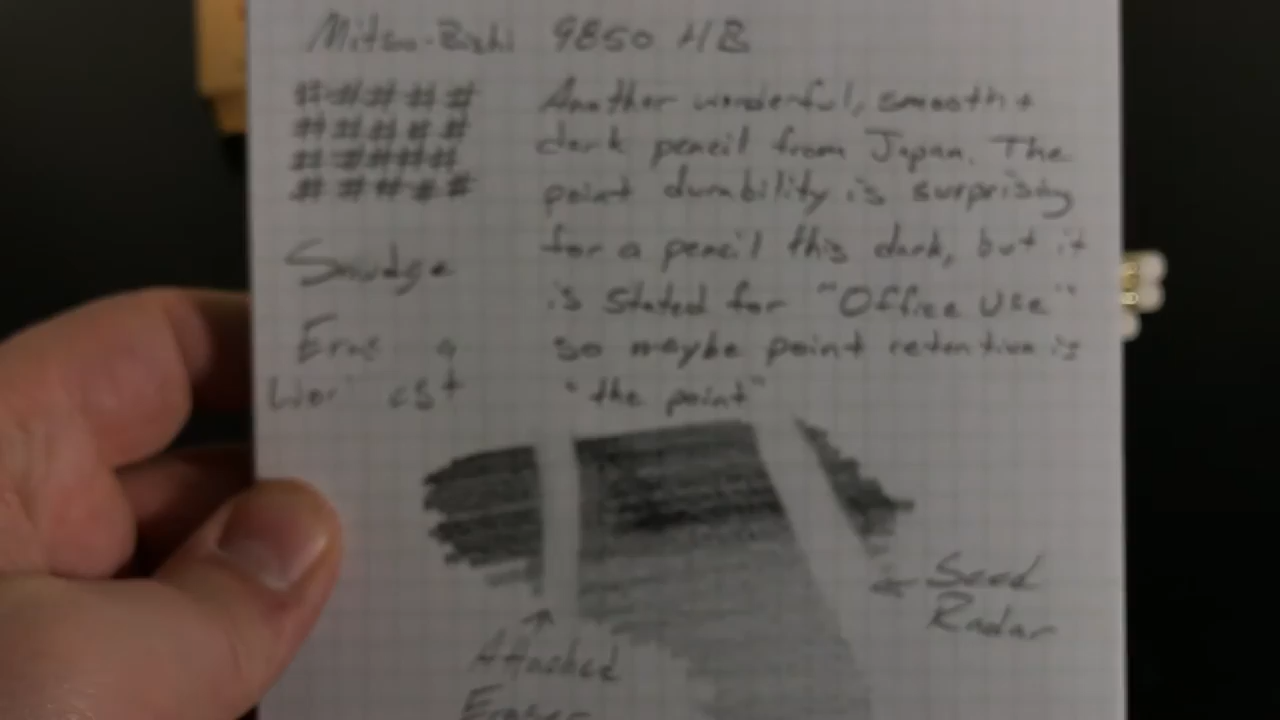 Mitsu-Bishi 9850 HB
# # # # #
# # # # #
# # # # #
# # # # #
Another wonderful, smooth +
dark pencil from Japan. The
point durability is surprising
for a pencil this dark, but it
is stated for "Office Use"
so maybe point retention is
"the point"
Smudge
Seed
Radar
Attached
Eraser